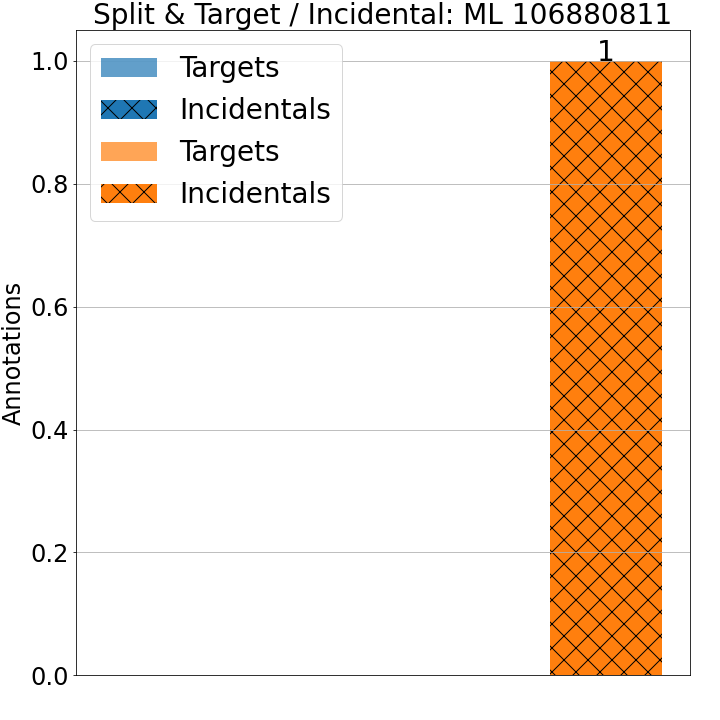 Split & Target / Incidental: ML 106880811
1
1.0
0.8
0.6
0.4
0.2
0.0
Annotations
Targets
Incidentals
Targets
Incidentals